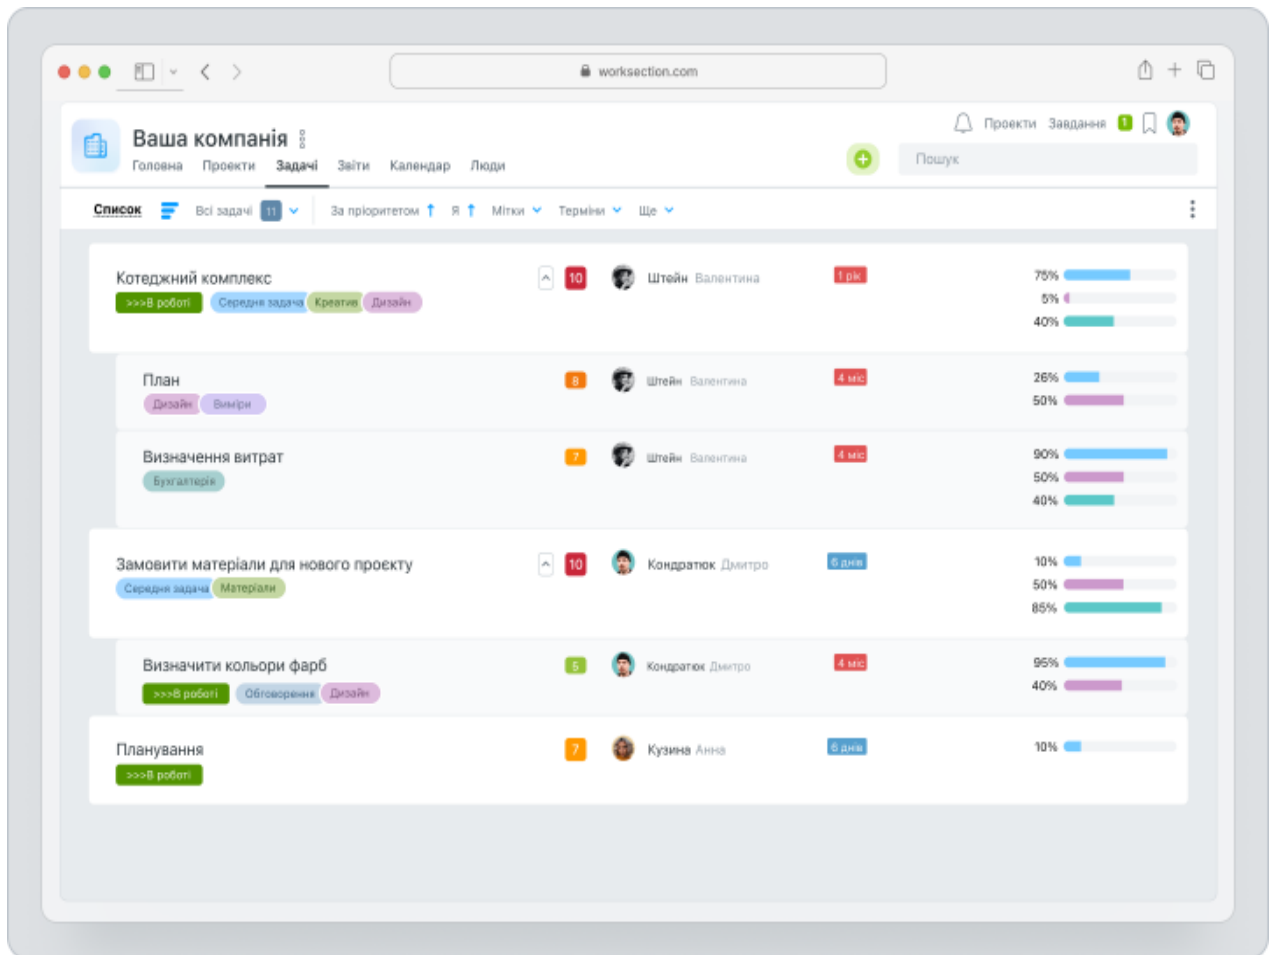 worksection.com
Проекти Завдання 1
Ваша компанія
Головна Проекти Задачі Звіти Календар Люди
Пошук
Список Всі задачі 11 За пріоритетом ↑ Я ↑ Мітки Терміни Ще
Котеджний комплекс 10 Штейн Валентина 1 рік 75%
>>>В роботі Середня задача Креатив Дизайн 5%
40%
План 8 Штейн Валентина 4 міс 26%
Дизайн Виміри 50%
Визначення витрат 7 Штейн Валентина 4 міс 90%
Бухгалтерія 50%
40%
Замовити матеріали для нового проєкту 10 Кондратюк Дмитро 6 днів 10%
Середня задача Матеріали 50%
85%
Визначити кольори фарб 5 Кондратюк Дмитро 4 міс 95%
>>>В роботі Обговорення Дизайн 40%
Планування 7 Кузина Анна 6 днів 10%
>>>В роботі